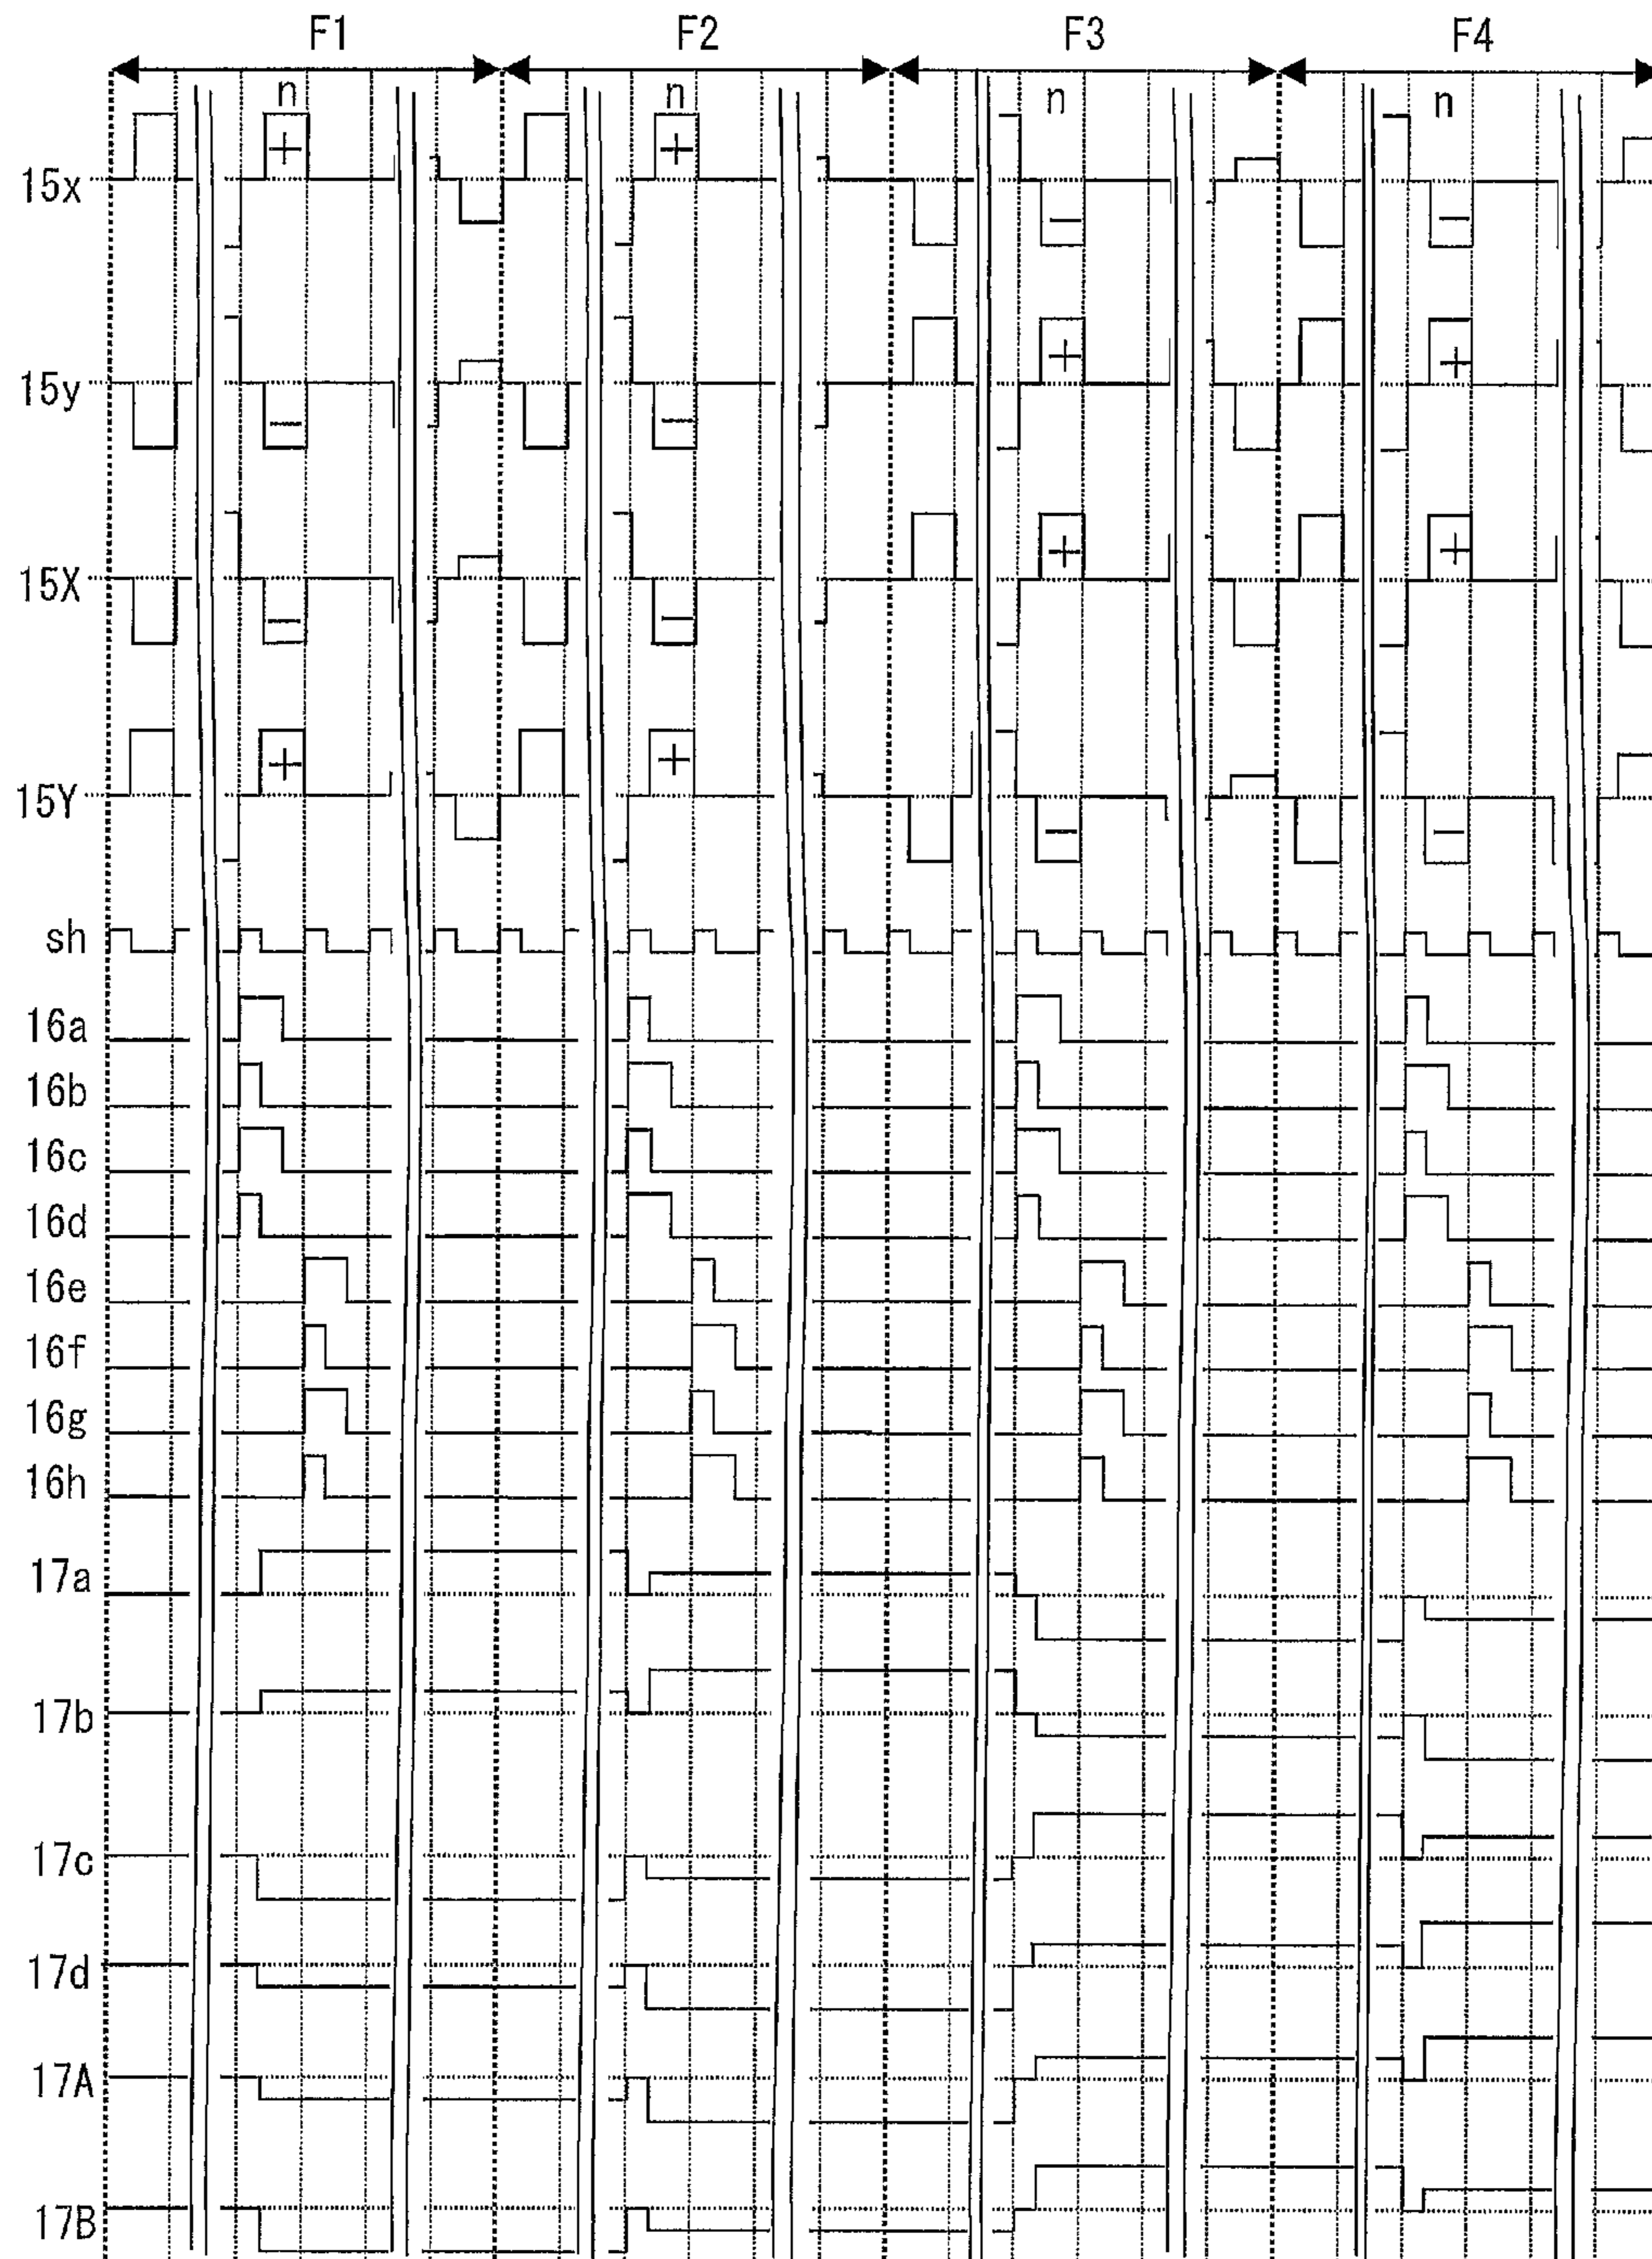 F1 F2 F3 F4
n n n n
15x + + − −
15y − − + +
15X − − + +
15Y + + − −
sh
16a
16b
16c
16d
16e
16f
16g
16h
17a
17b
17c
17d
17A
17B